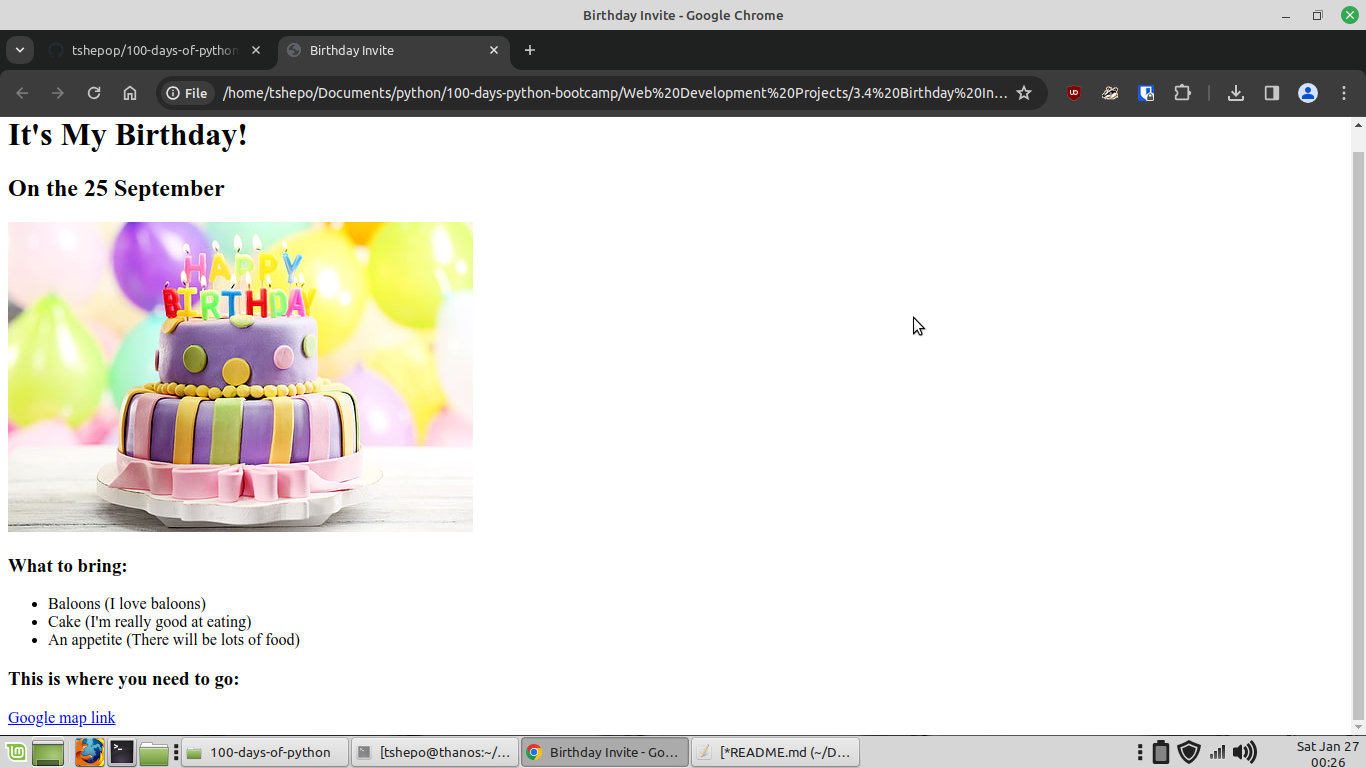 Birthday Invite - Google Chrome
tshepop/100-days-of-python
Birthday Invite
File
/home/tshepo/Documents/python/100-days-python-bootcamp/Web%20Development%20Projects/3.4%20Birthday%20In...
It's My Birthday!
On the 25 September
HAPPY
BIRTHDAY
What to bring:
Baloons (I love baloons)
Cake (I'm really good at eating)
An appetite (There will be lots of food)
This is where you need to go:
Google map link
100-days-of-python
[tshepo@thanos:~/...
Birthday Invite - Go...
[*README.md (~/D...
Sat Jan 27
00:26